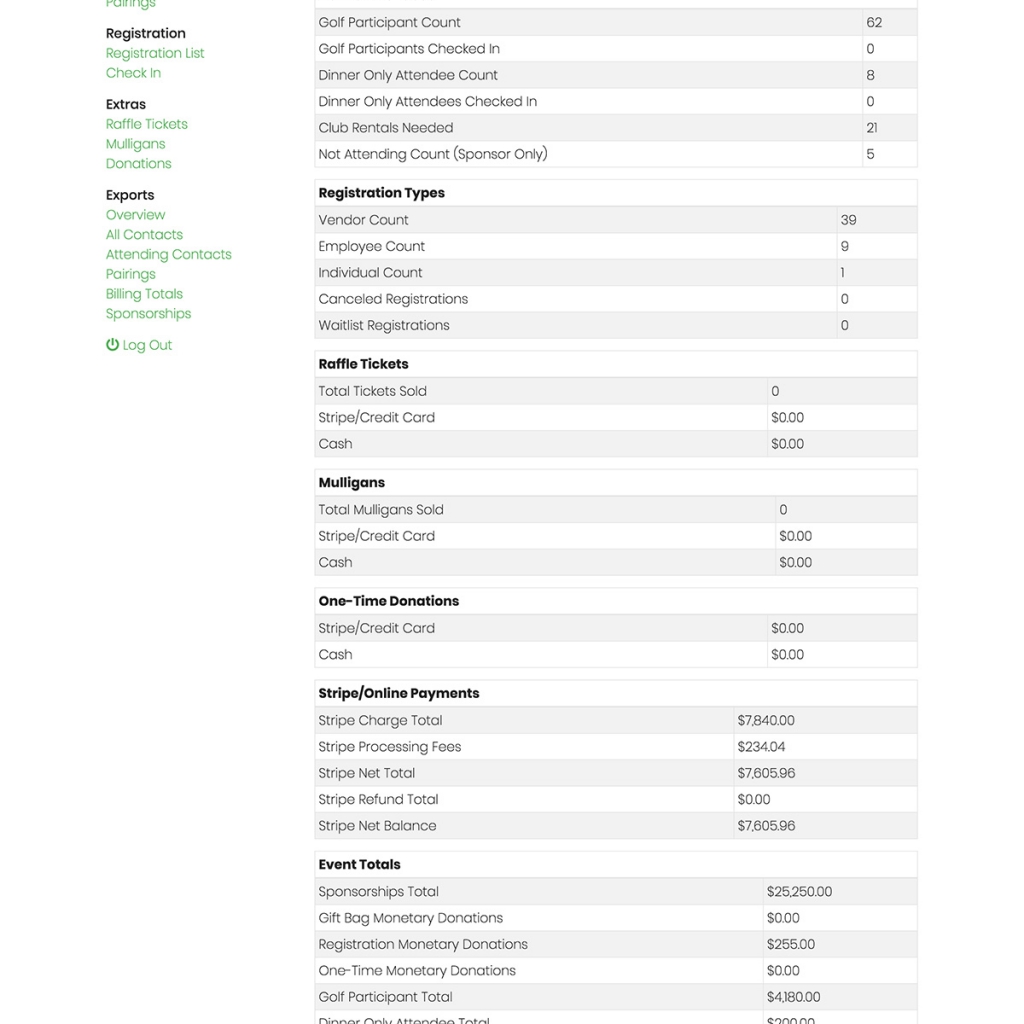 Pairings
Registration
Registration List
Check In
Extras
Raffle Tickets
Mulligans
Donations
Exports
Overview
All Contacts
Attending Contacts
Pairings
Billing Totals
Sponsorships
Log Out
Golf Participant Count 62
Golf Participants Checked In 0
Dinner Only Attendee Count 8
Dinner Only Attendees Checked In 0
Club Rentals Needed 21
Not Attending Count (Sponsor Only) 5
Registration Types
Vendor Count 39
Employee Count 9
Individual Count 1
Canceled Registrations 0
Waitlist Registrations 0
Raffle Tickets
Total Tickets Sold 0
Stripe/Credit Card $0.00
Cash $0.00
Mulligans
Total Mulligans Sold 0
Stripe/Credit Card $0.00
Cash $0.00
One-Time Donations
Stripe/Credit Card $0.00
Cash $0.00
Stripe/Online Payments
Stripe Charge Total $7,840.00
Stripe Processing Fees $234.04
Stripe Net Total $7,605.96
Stripe Refund Total $0.00
Stripe Net Balance $7,605.96
Event Totals
Sponsorships Total $25,250.00
Gift Bag Monetary Donations $0.00
Registration Monetary Donations $255.00
One-Time Monetary Donations $0.00
Golf Participant Total $4,180.00
Dinner Only Attendee Total $200.00